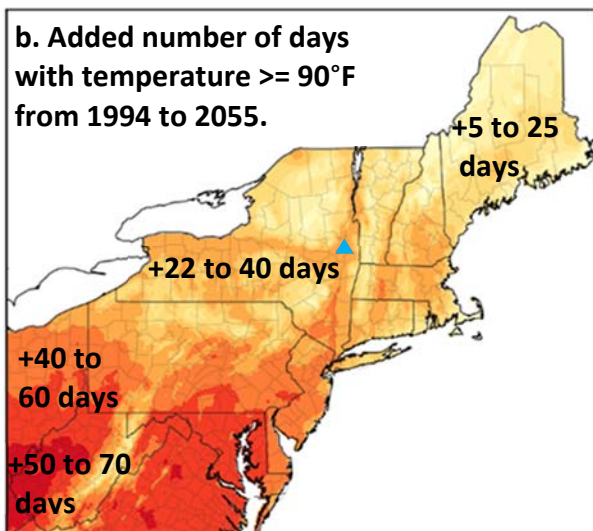 b. Added number of days
with temperature >= 90°F
from 1994 to 2055.
+5 to 25
days
+22 to 40 days
+40 to
60 days
+50 to 70
days